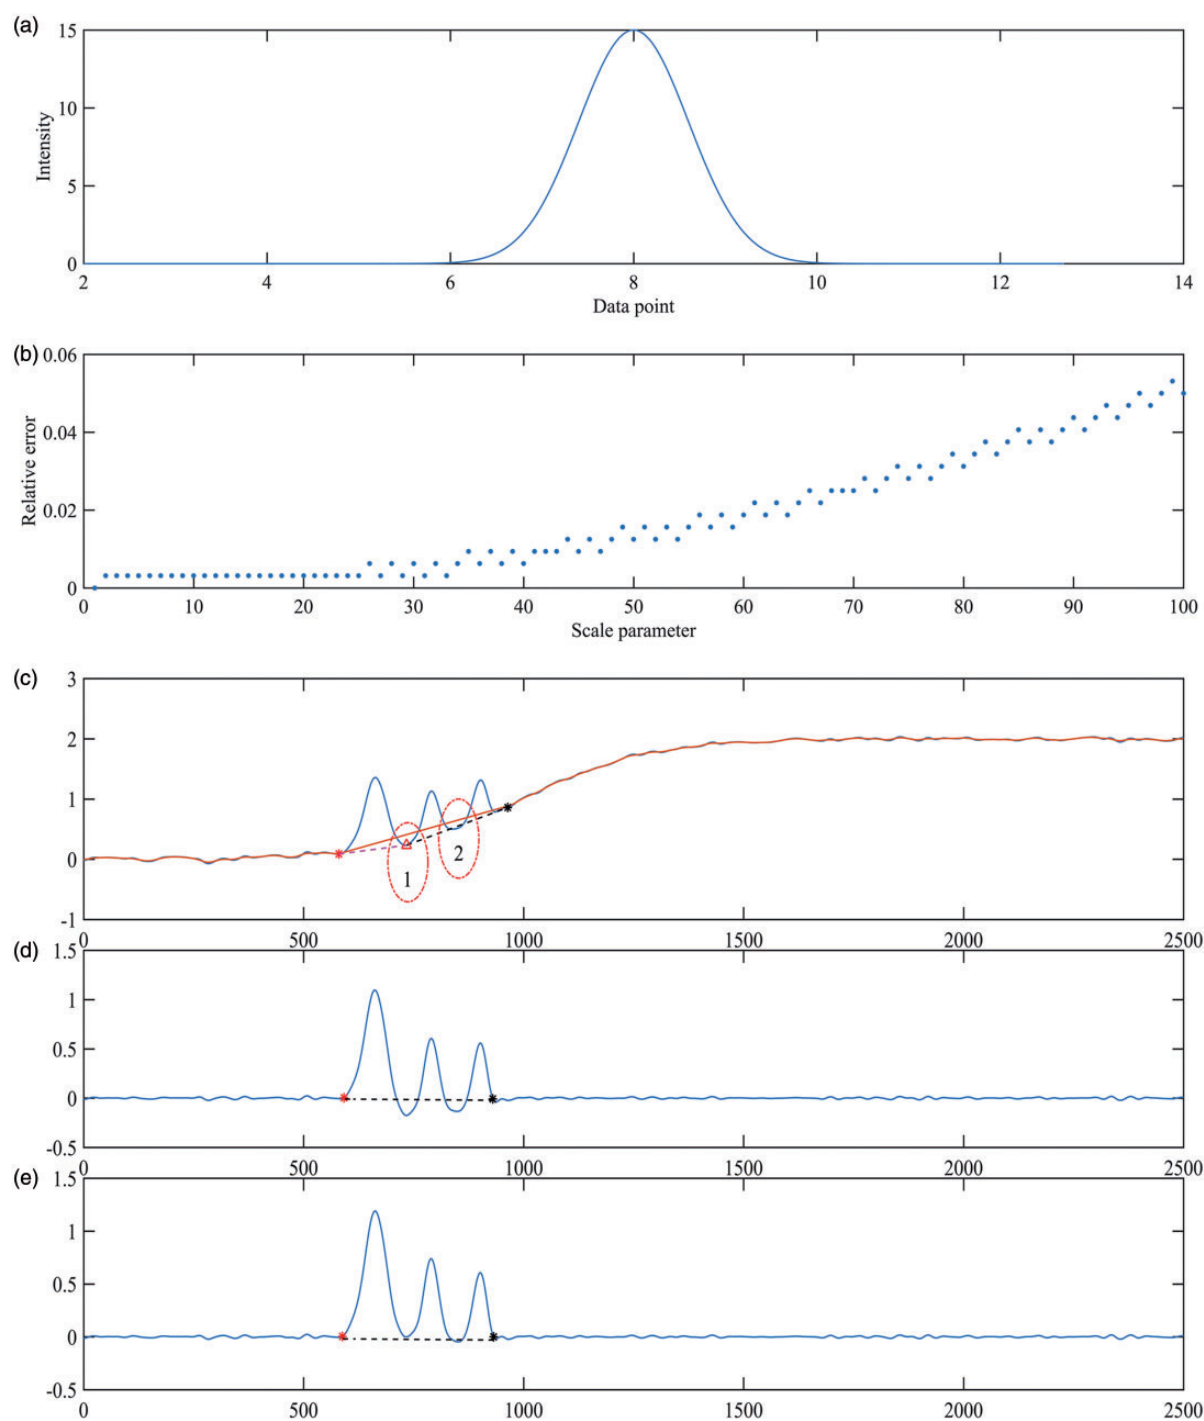 (a)
15
10
5
0
Intensity
2 4 6 8 10 12 14
Data point
(b)
0.06
0.04
0.02
0
Relative error
0 10 20 30 40 50 60 70 80 90 100
Scale parameter
(c)
3
2
1
0
-1
1
2
0 500 1000 1500 2000 2500
(d)
1.5
1
0.5
0
-0.5
0 500 1000 1500 2000 2500
(e)
1.5
1
0.5
0
-0.5
0 500 1000 1500 2000 2500